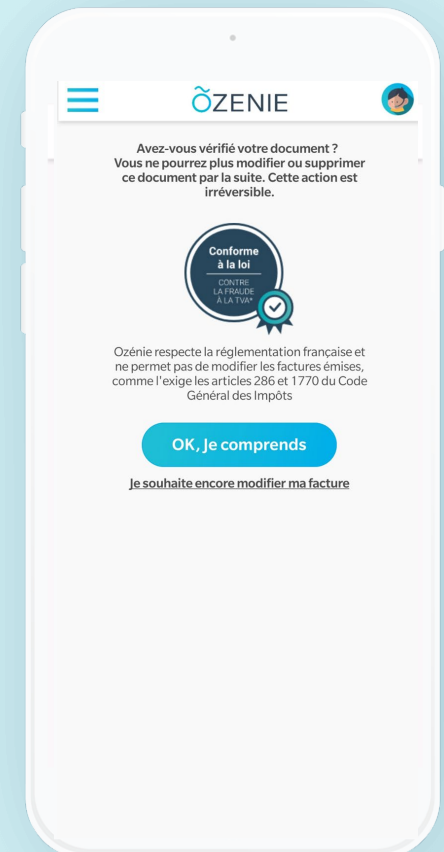 ÕZENIE
Avez-vous vérifié votre document ?
Vous ne pourrez plus modifier ou supprimer
ce document par la suite. Cette action est
irréversible.
Conforme
à la loi
CONTRE
LA FRAUDE
À LA TVA*
Ozénie respecte la réglementation française et
ne permet pas de modifier les factures émises,
comme l'exige les articles 286 et 1770 du Code
Général des Impôts
OK, Je comprends
Je souhaite encore modifier ma facture